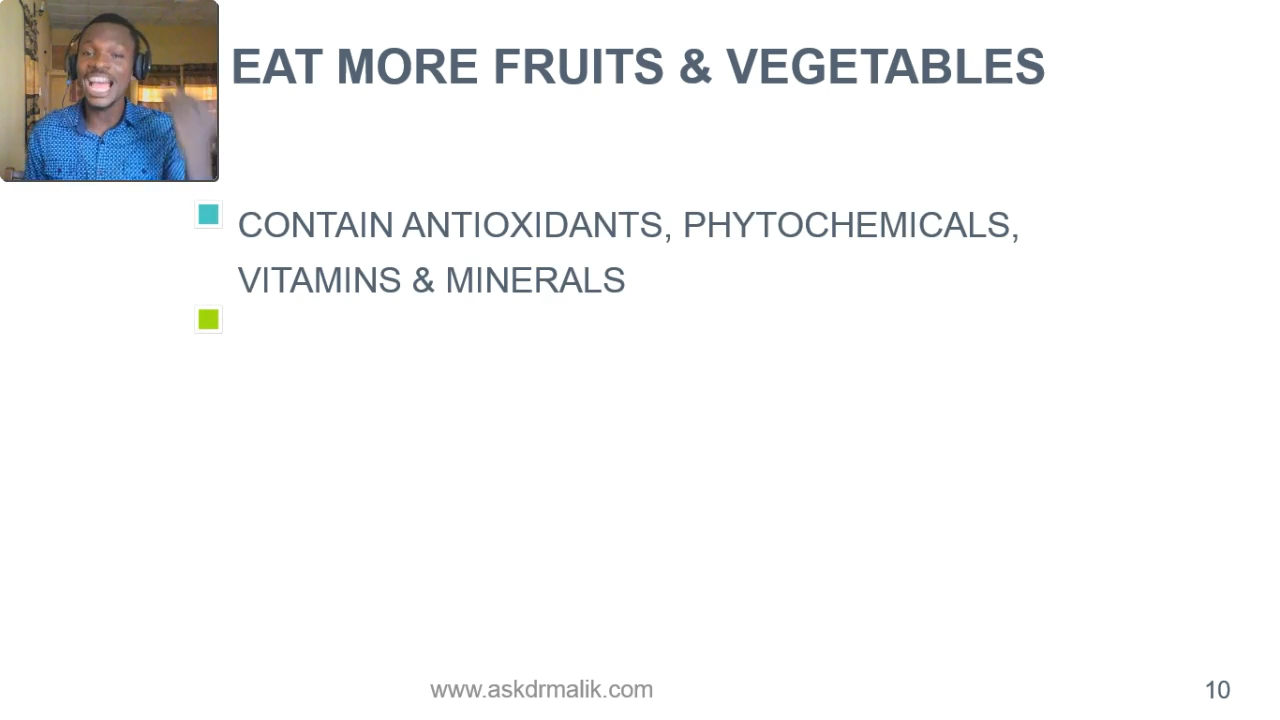 EAT MORE FRUITS & VEGETABLES
CONTAIN ANTIOXIDANTS, PHYTOCHEMICALS,
VITAMINS & MINERALS
www.askdrmalik.com
10